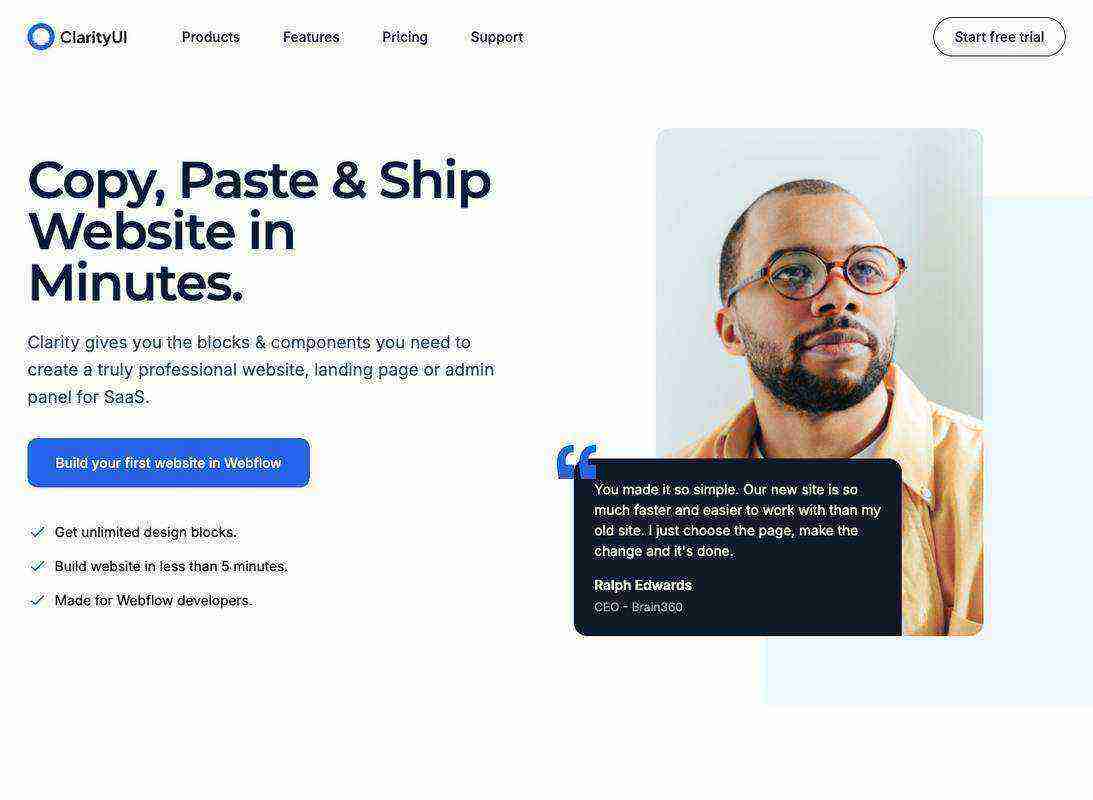 ClarityUI
Products
Features
Pricing
Support
Start free trial
Copy, Paste & Ship
Website in
Minutes.
Clarity gives you the blocks & components you need to
create a truly professional website, landing page or admin
panel for SaaS.
Build your first website in Webflow
Get unlimited design blocks.
Build website in less than 5 minutes.
Made for Webflow developers.
You made it so simple. Our new site is so
much faster and easier to work with than my
old site. I just choose the page, make the
change and it's done.
Ralph Edwards
CEO - Brain360